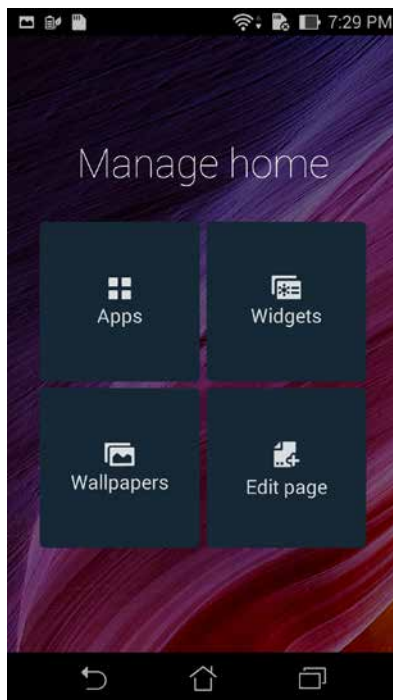 7:29 PM
Manage home
Apps
Widgets
Wallpapers
Edit page